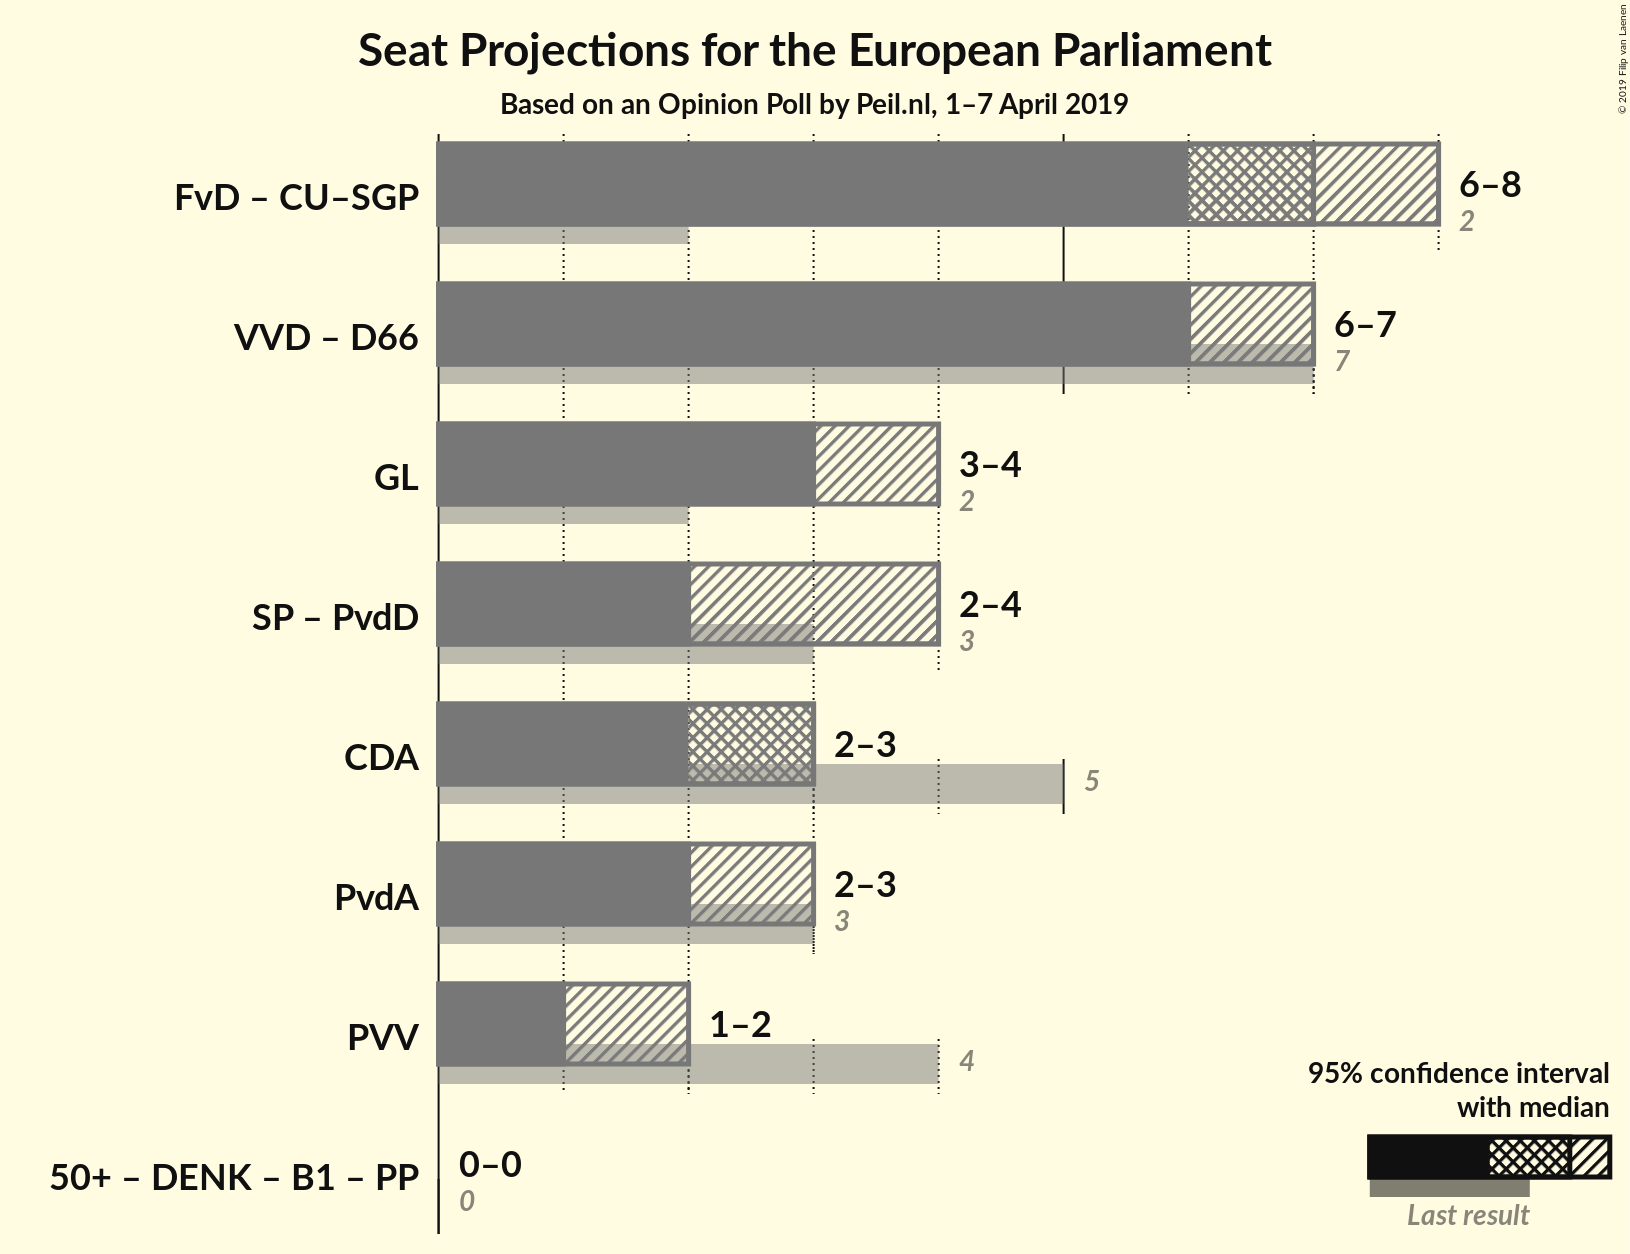 Seat Projections for the European Parliament
Based on an Opinion Poll by Peil.nl, 1–7 April 2019
© 2019 Filip van Laenen
FvD – CU–SGP
6–8
2
VVD – D66
6–7
7
GL
3–4
2
SP – PvdD
2–4
3
CDA
2–3
5
PvdA
2–3
3
PVV
1–2
4
50+ – DENK – B1 – PP
0–0
0
95% confidence interval
with median
Last result